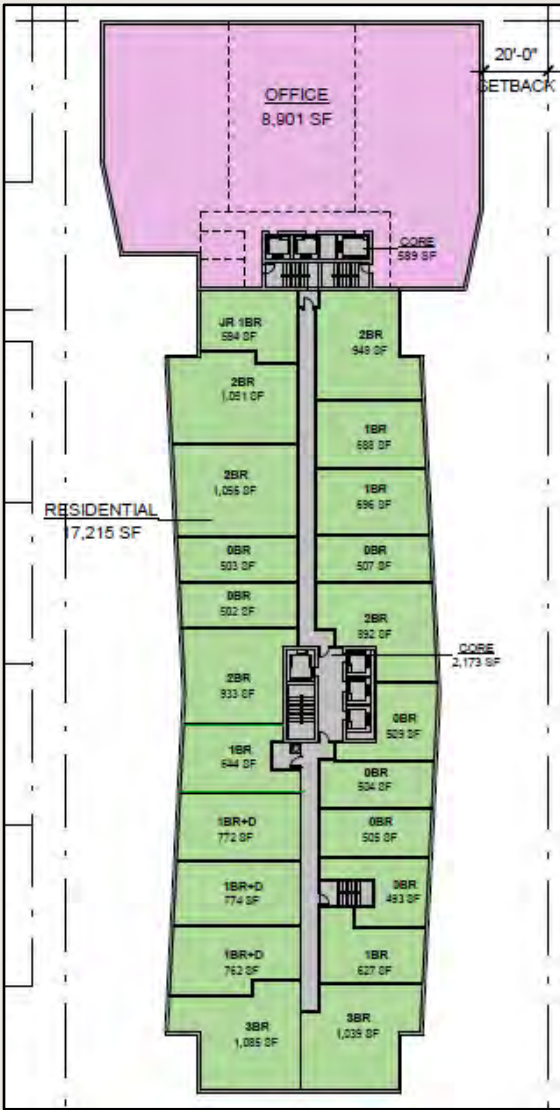 20'-0"
SETBACK
OFFICE
8,901 SF
CORE
589 SF
JR 1BR
594 SF
2BR
949 SF
2BR
1,051 SF
1BR
688 SF
2BR
1,055 SF
1BR
696 SF
RESIDENTIAL
17,215 SF
0BR
503 SF
0BR
507 SF
0BR
502 SF
2BR
892 SF
CORE
2,173 SF
2BR
933 SF
0BR
529 SF
1BR
644 SF
0BR
504 SF
1BR+D
772 SF
0BR
505 SF
1BR+D
774 SF
0BR
493 SF
1BR+D
762 SF
1BR
627 SF
3BR
1,085 SF
3BR
1,039 SF